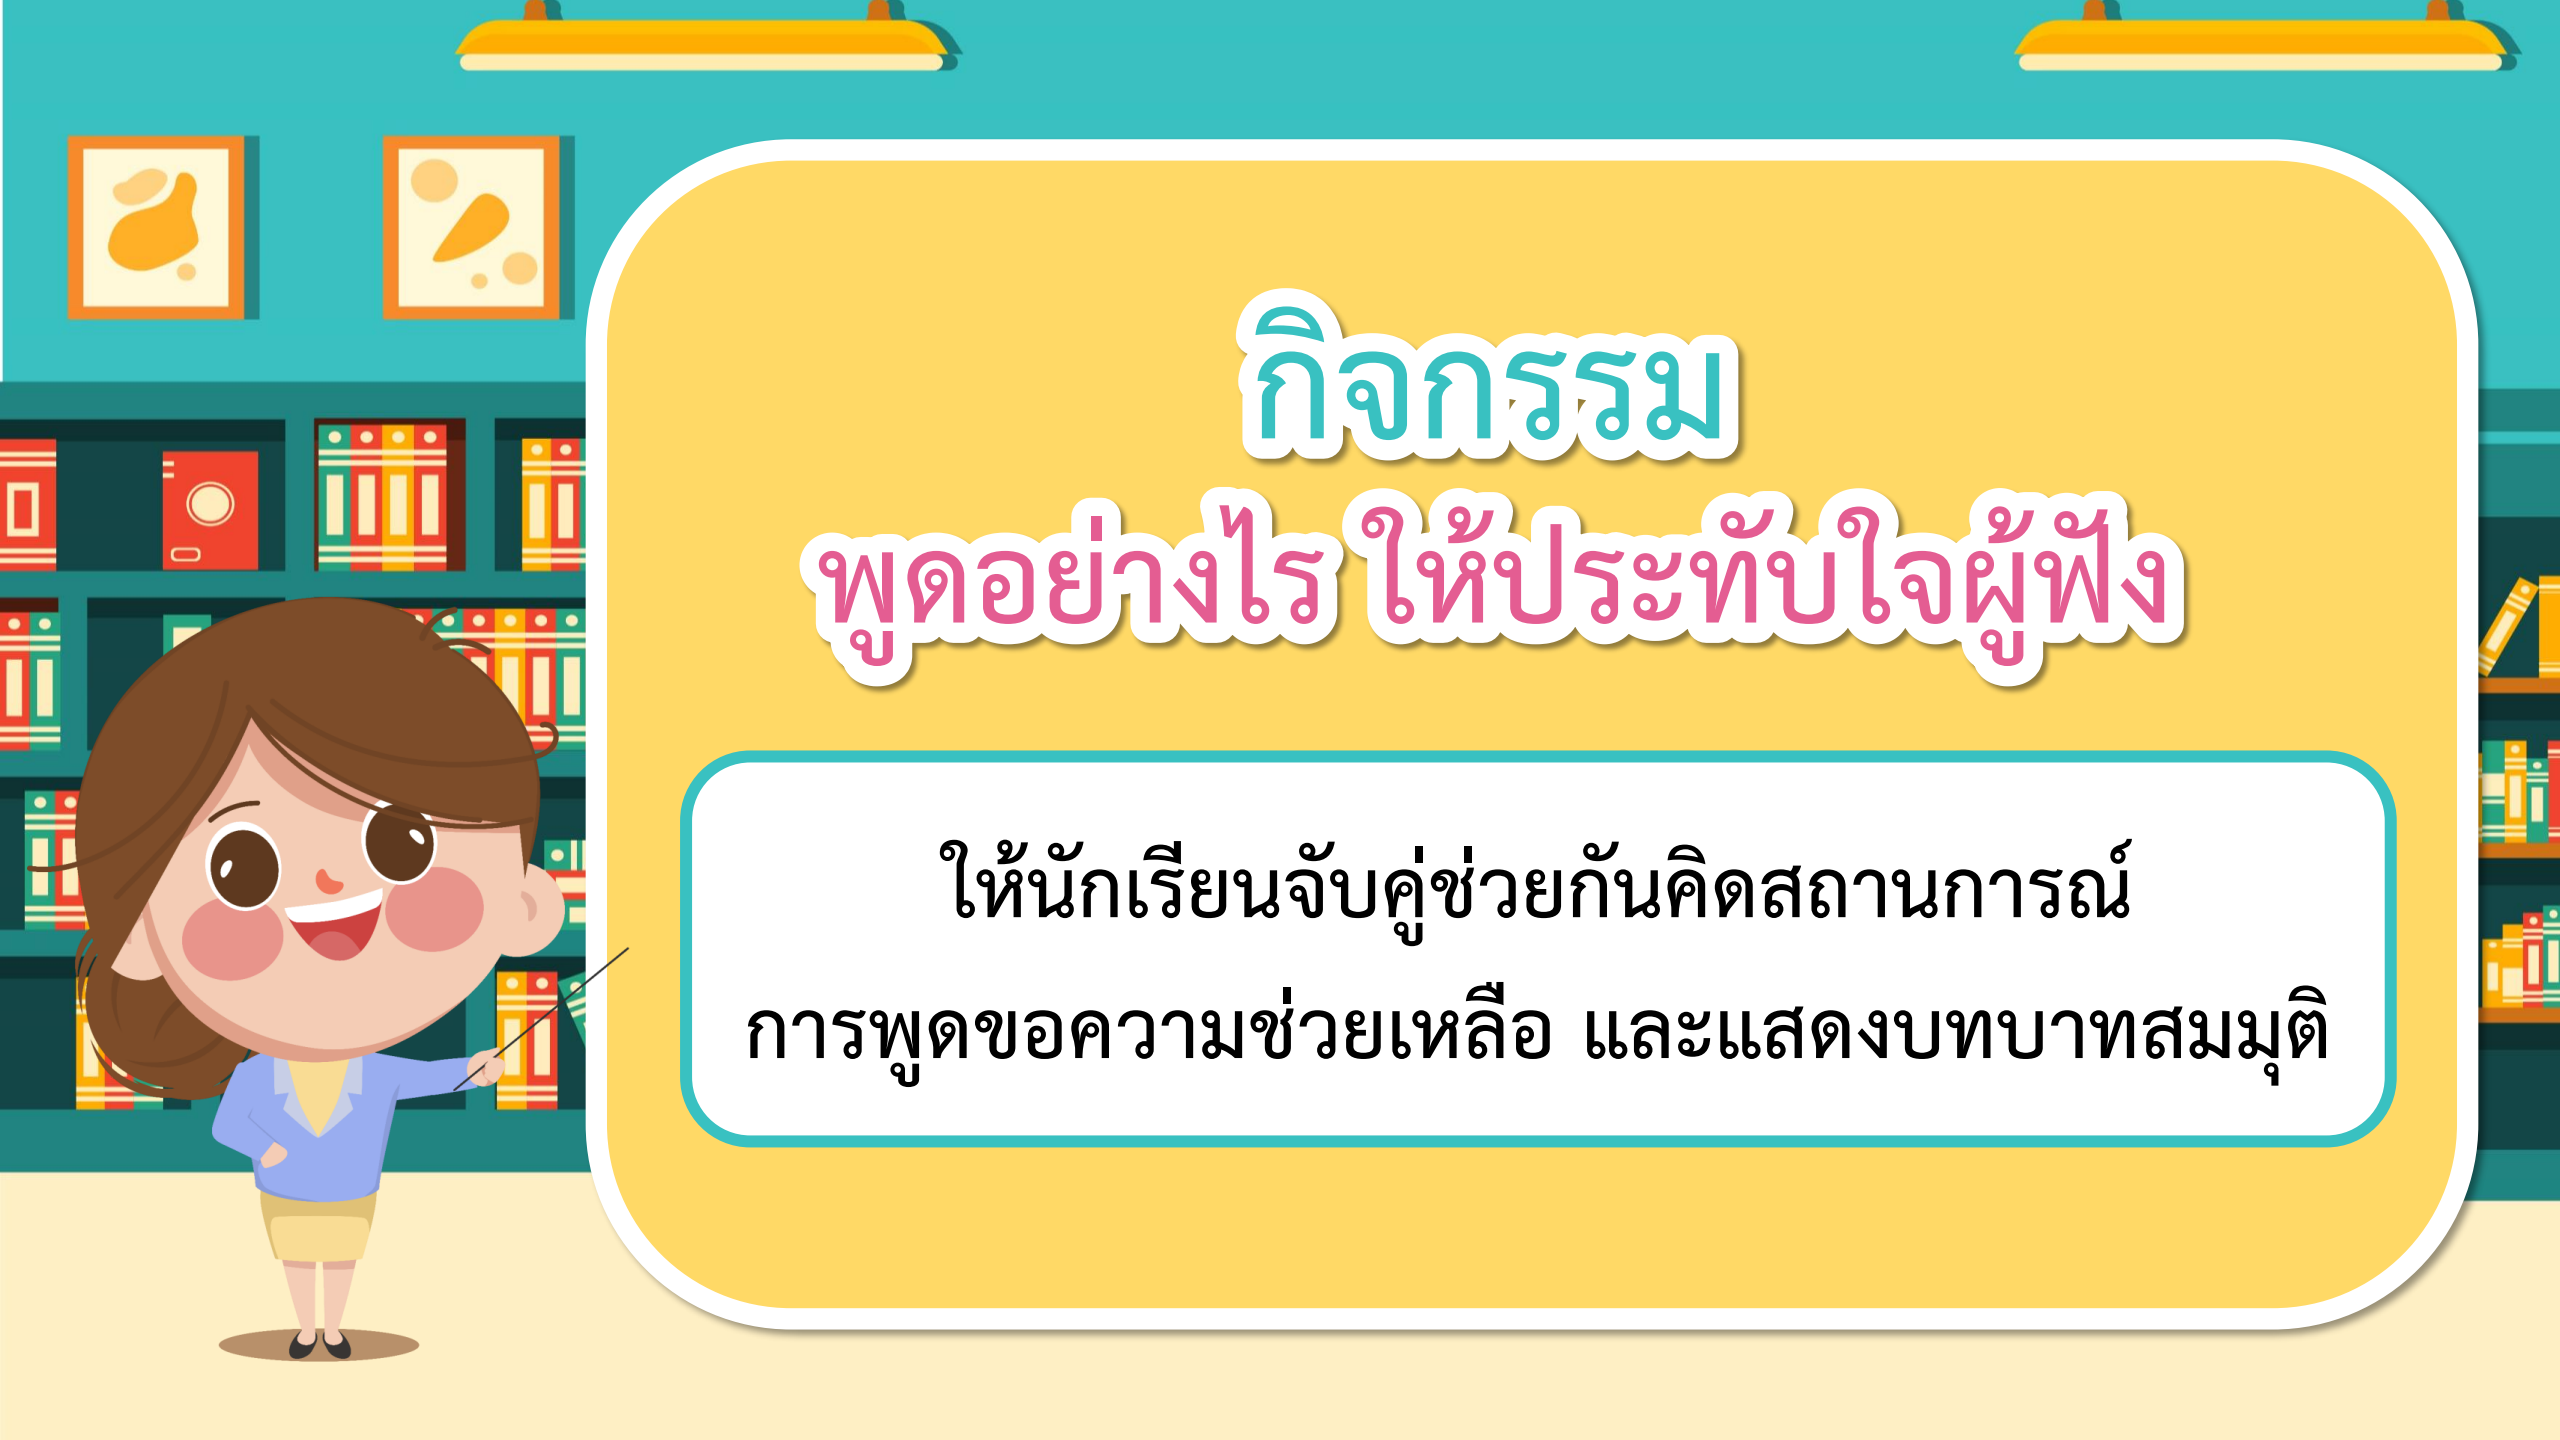 กิจกรรม
พูดอย่างไร ให้ประทับใจผู้ฟัง
ให้นักเรียนจับคู่ช่วยกันคิดสถานการณ์
การพูดขอความช่วยเหลือ และแสดงบทบาทสมมุติ